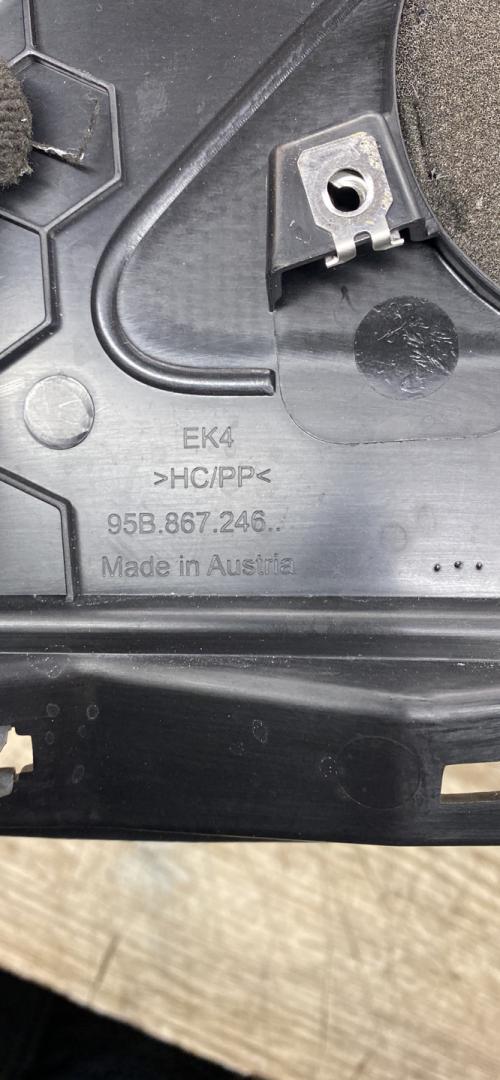 EK4
>HC/PP<
95B.867.246..
Made in Austria